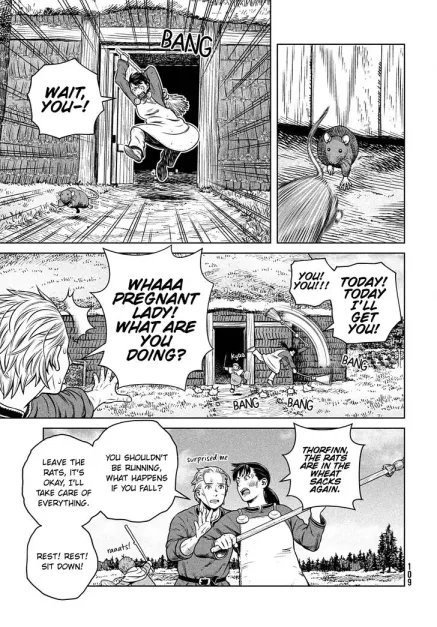 BANG
WAIT,
YOU-!
YOU!
YOU!!!
TODAY!
TODAY
I'LL
GET
YOU!
WHAAA
PREGNANT
LADY!
WHAT ARE
YOU
DOING?
Kyaa
BANG
BANG
BANG
THORFINN,
THE RATS
ARE IN
THE
WHEAT
SACKS
AGAIN.
surprised me
YOU SHOULDN'T
BE RUNNING,
WHAT HAPPENS
IF YOU FALL?
LEAVE THE
RATS, IT'S
OKAY, I'LL
TAKE CARE OF
EVERYTHING.
raaats!
REST! REST!
SIT DOWN!
109